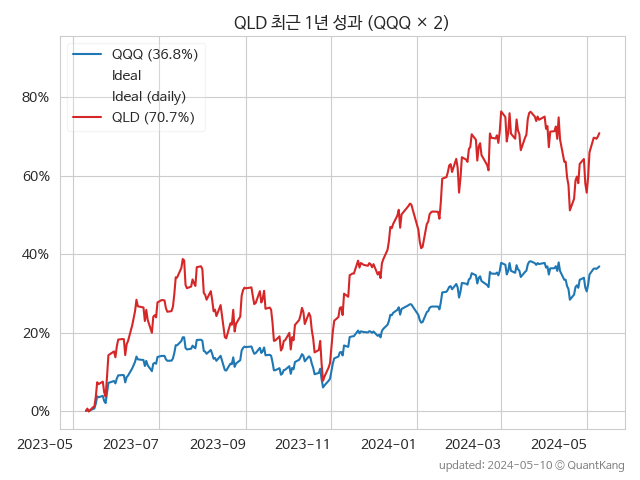 QLD 최근 1년 성과 (QQQ × 2)
QQQ (36.8%)
Ideal
Ideal (daily)
QLD (70.7%)
80%
60%
40%
20%
0%
2023-05 2023-07 2023-09 2023-11 2024-01 2024-03 2024-05
updated: 2024-05-10 © QuantKang